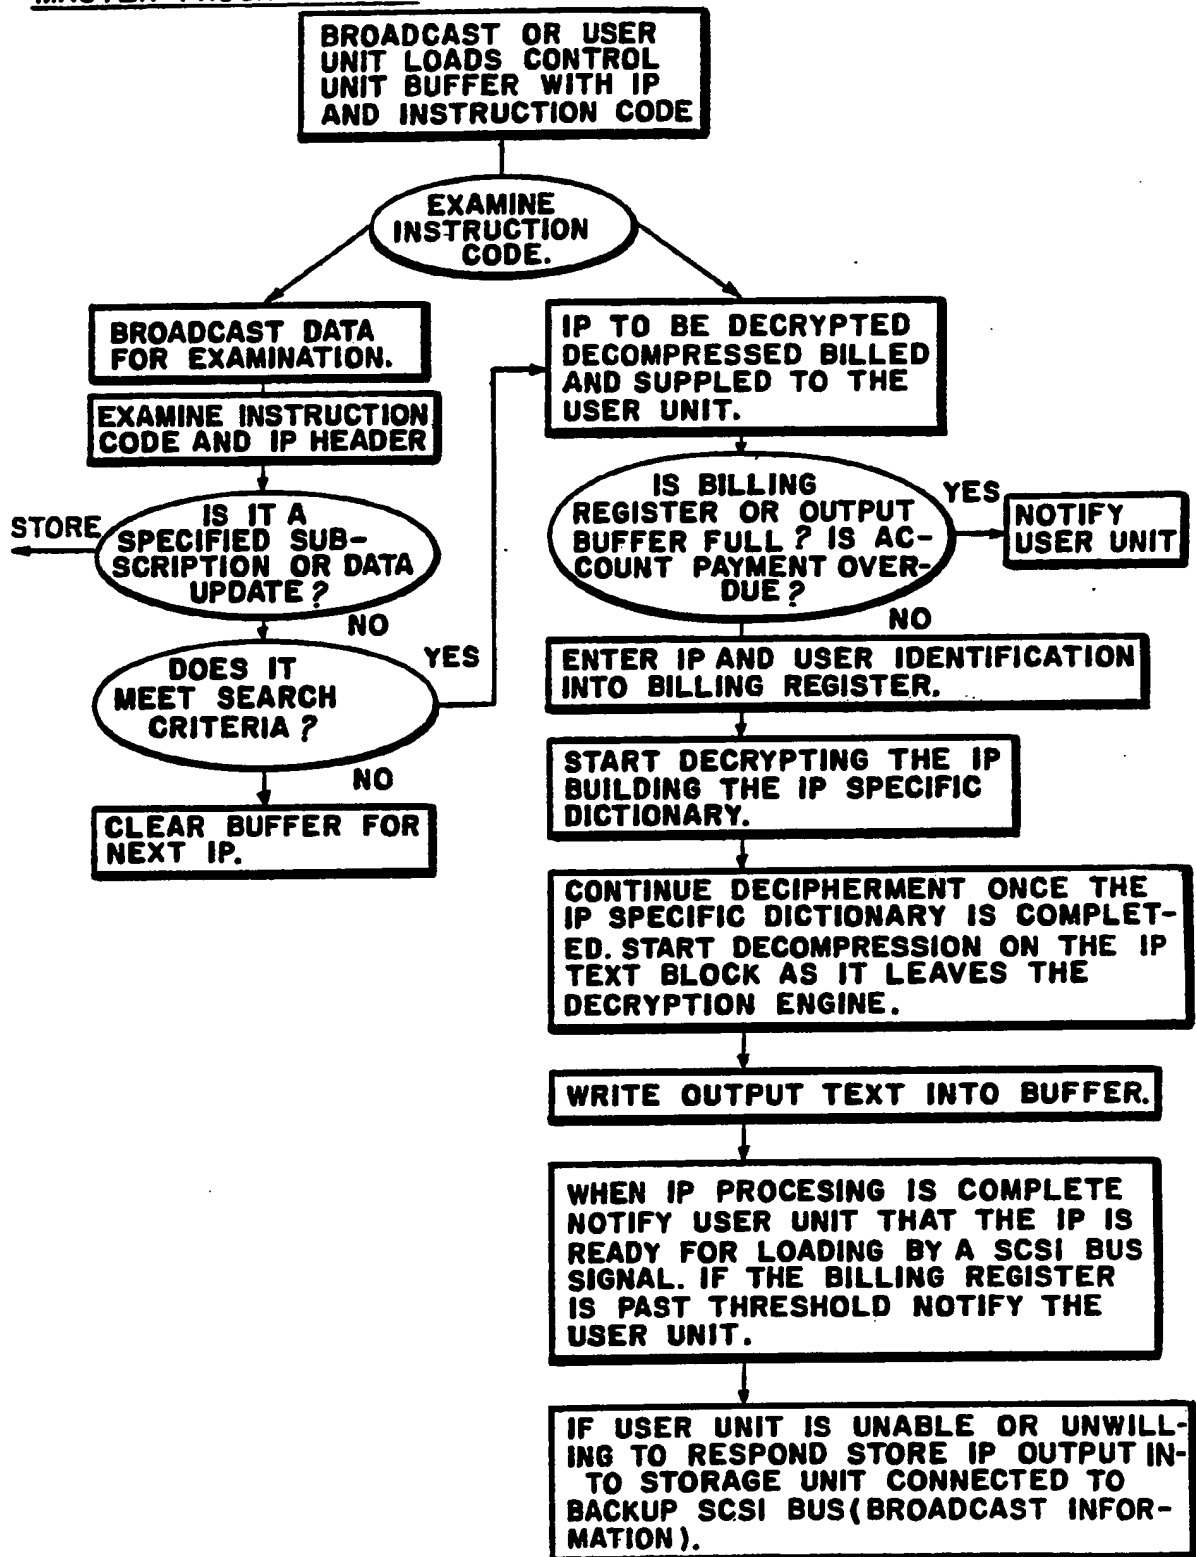 BROADCAST OR USER
UNIT LOADS CONTROL
UNIT BUFFER WITH IP
AND INSTRUCTION CODE
EXAMINE
INSTRUCTION
CODE.
BROADCAST DATA
FOR EXAMINATION.
EXAMINE INSTRUCTION
CODE AND IP HEADER
STORE
IS IT A
SPECIFIED SUB-
SCRIPTION OR DATA
UPDATE?
NO
DOES IT
MEET SEARCH
CRITERIA?
YES
NO
CLEAR BUFFER FOR
NEXT IP.
IP TO BE DECRYPTED
DECOMPRESSED BILLED
AND SUPPLED TO THE
USER UNIT.
IS BILLING
REGISTER OR OUTPUT
BUFFER FULL? IS AC-
COUNT PAYMENT OVER-
DUE?
YES
NOTIFY
USER UNIT
NO
ENTER IP AND USER IDENTIFICATION
INTO BILLING REGISTER.
START DECRYPTING THE IP
BUILDING THE IP SPECIFIC
DICTIONARY.
CONTINUE DECIPHERMENT ONCE THE
IP SPECIFIC DICTIONARY IS COMPLET-
ED. START DECOMPRESSION ON THE IP
TEXT BLOCK AS IT LEAVES THE
DECRYPTION ENGINE.
WRITE OUTPUT TEXT INTO BUFFER.
WHEN IP PROCESING IS COMPLETE
NOTIFY USER UNIT THAT THE IP IS
READY FOR LOADING BY A SCSI BUS
SIGNAL. IF THE BILLING REGISTER
IS PAST THRESHOLD NOTIFY THE
USER UNIT.
IF USER UNIT IS UNABLE OR UNWILL-
ING TO RESPOND STORE IP OUTPUT IN-
TO STORAGE UNIT CONNECTED TO
BACKUP SCSI BUS (BROADCAST INFOR-
MATION).